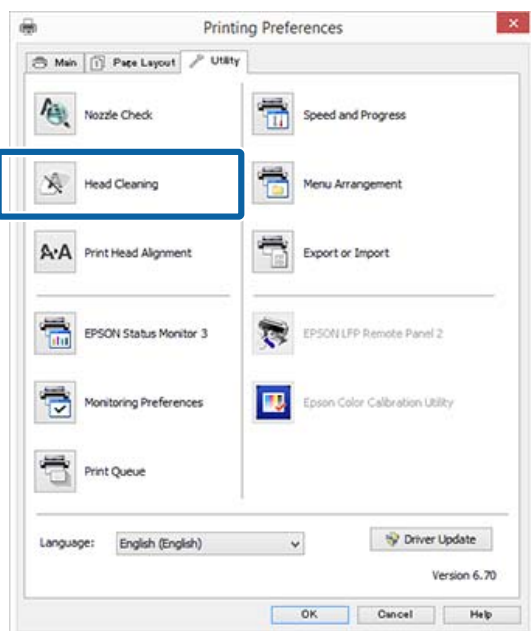 Printing Preferences
Main
Page Layout
Utility
Nozzle Check
Speed and Progress
Head Cleaning
Menu Arrangement
A·A
Print Head Alignment
Export or Import
EPSON Status Monitor 3
EPSON LFP Remote Panel 2
Monitoring Preferences
Epson Color Calibration Utility
Print Queue
Language:
English (English)
Driver Update
Version 6.70
OK
Cancel
Help